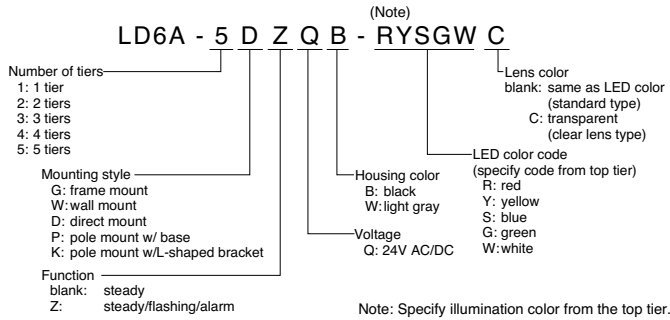 (Note)
LD6A - 5 D Z Q B - RYSGW C
Number of tiers
1: 1 tier
2: 2 tiers
3: 3 tiers
4: 4 tiers
5: 5 tiers
Mounting style
G: frame mount
W: wall mount
D: direct mount
P: pole mount w/ base
K: pole mount w/L-shaped bracket
Function
blank: steady
Z: steady/flashing/alarm
Voltage
Q: 24V AC/DC
Housing color
B: black
W: light gray
LED color code
(specify code from top tier)
R: red
Y: yellow
S: blue
G: green
W: white
Lens color
blank: same as LED color
(standard type)
C: transparent
(clear lens type)
Note: Specify illumination color from the top tier.